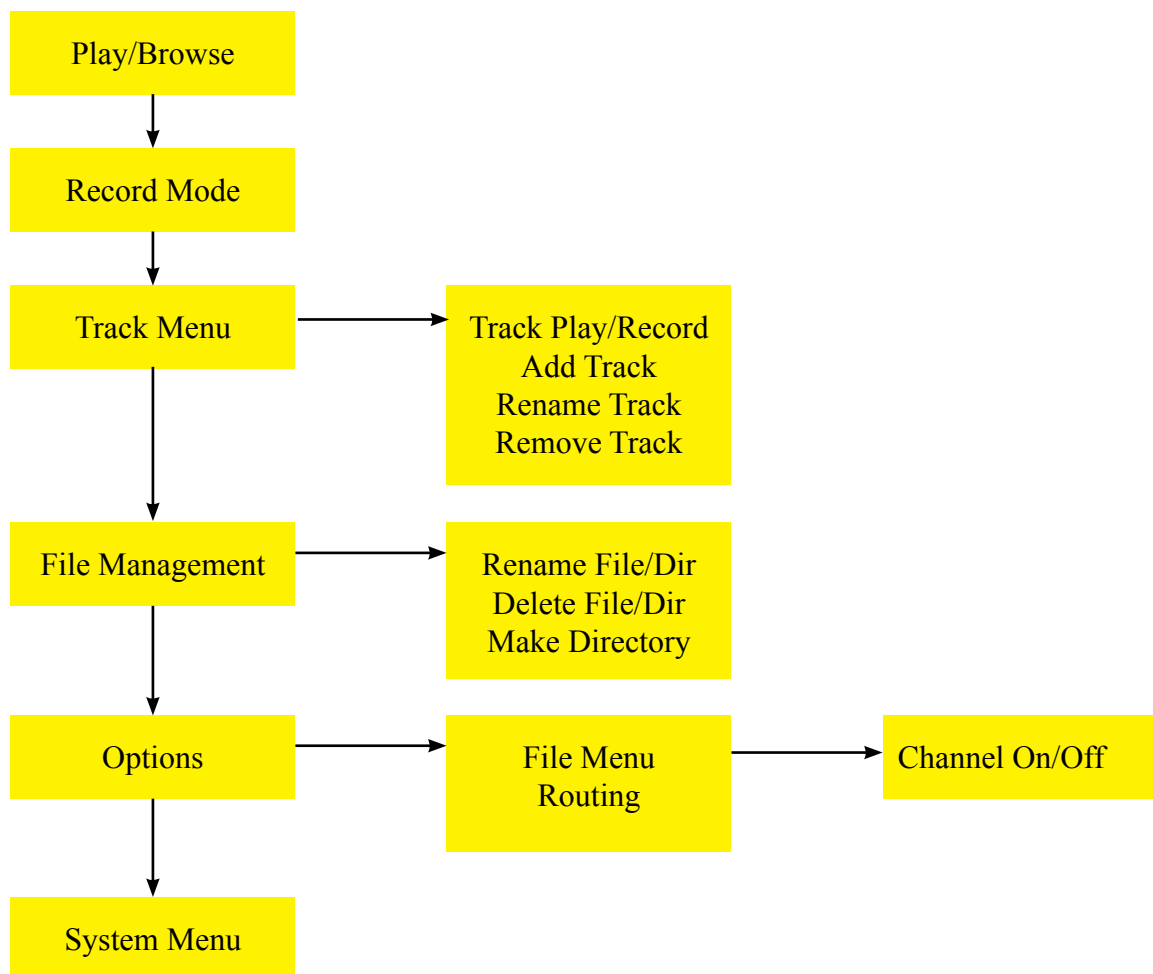 Play/Browse
Record Mode
Track Menu
Track Play/Record
Add Track
Rename Track
Remove Track
File Management
Rename File/Dir
Delete File/Dir
Make Directory
Options
File Menu
Routing
Channel On/Off
System Menu